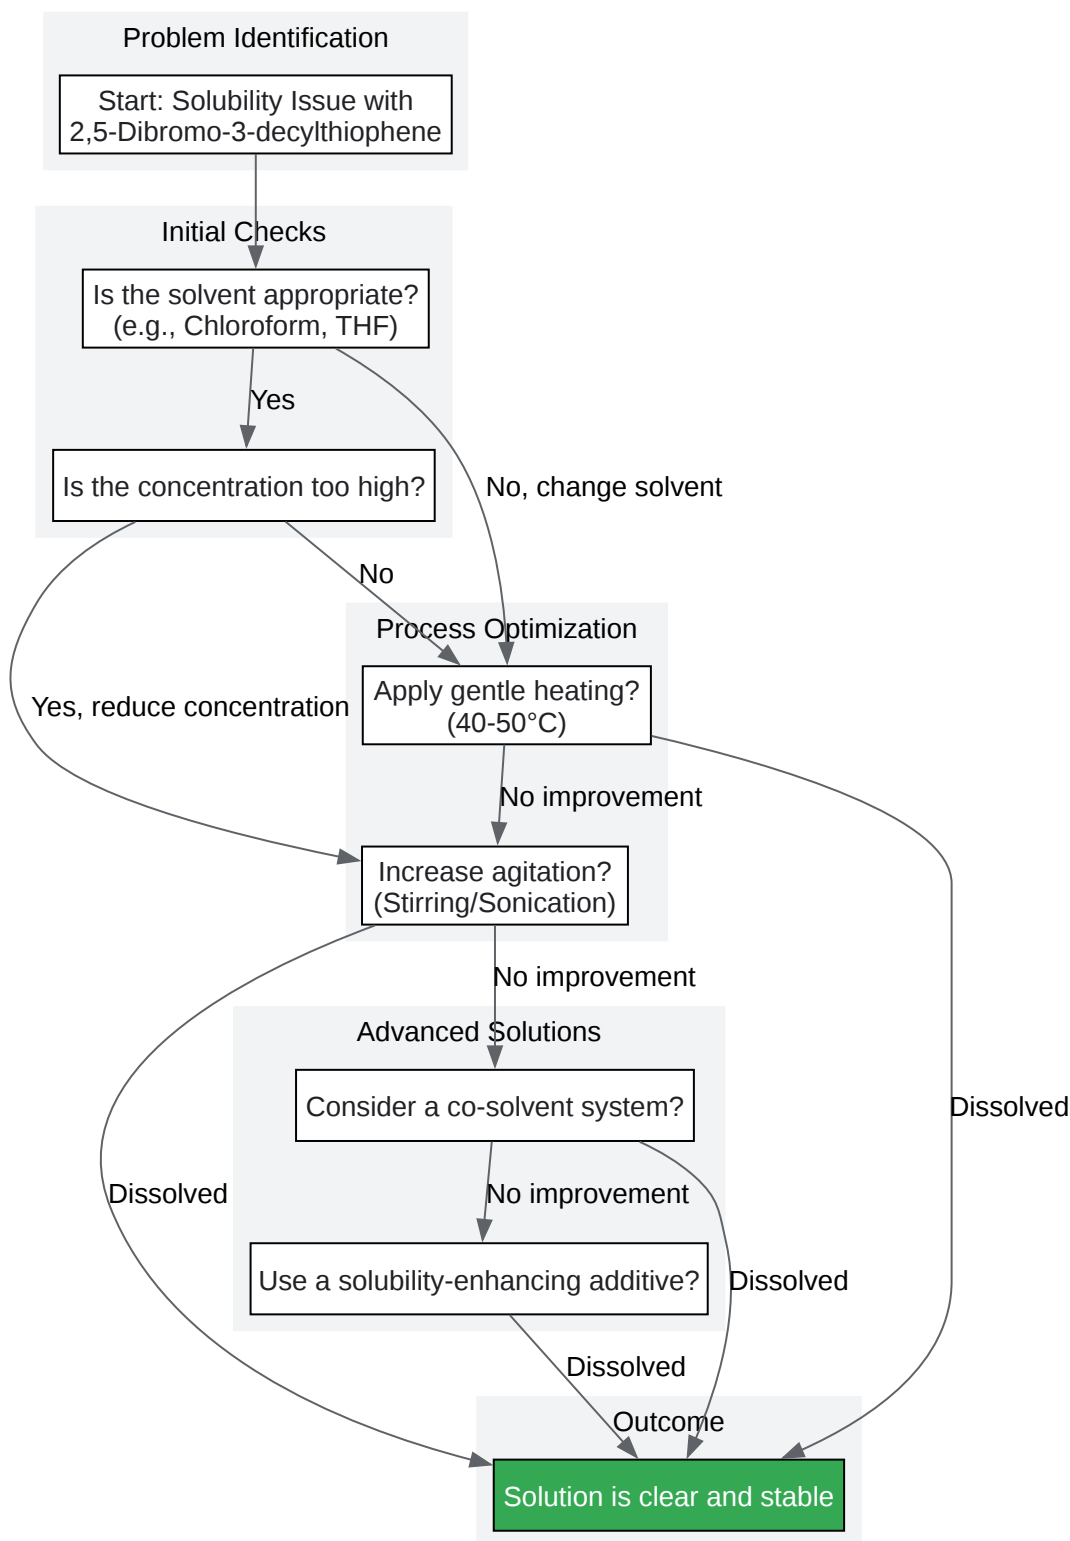 Problem Identification
Start: Solubility Issue with
2,5-Dibromo-3-decylthiophene
Initial Checks
Is the solvent appropriate?
(e.g., Chloroform, THF)
Yes
Is the concentration too high?
No, change solvent
No
Process Optimization
Apply gentle heating?
(40-50°C)
Yes, reduce concentration
No improvement
Increase agitation?
(Stirring/Sonication)
No improvement
Advanced Solutions
Consider a co-solvent system?
Dissolved
Dissolved
No improvement
Use a solubility-enhancing additive?
Dissolved
Dissolved
Outcome
Solution is clear and stable